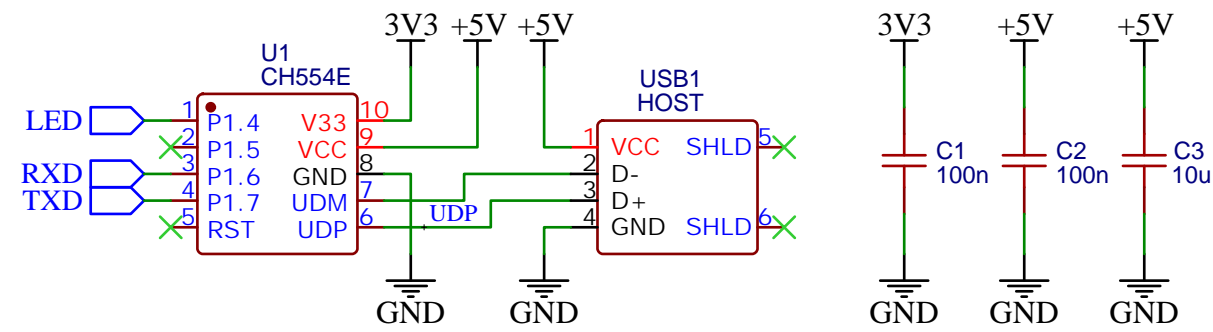 3V3 +5V +5V
3V3 +5V +5V
U1
CH554E
USB1
HOST
LED
RXD
TXD
1 P1.4
2 P1.5
3 P1.6
4 P1.7
5 RST
V33 10
VCC 9
GND 8
UDM 7
UDP 6
UDP
1 VCC
2 D-
3 D+
4 GND
SHLD 5
SHLD 6
C1
100n
C2
100n
C3
10u
GND GND
GND GND GND